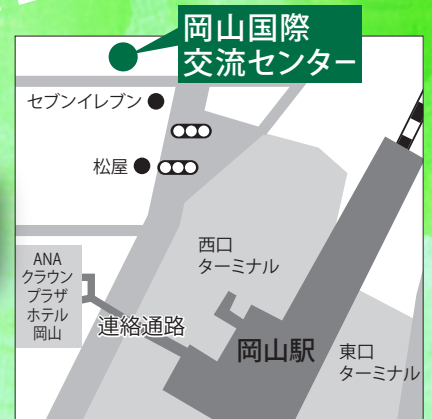 岡山国際
交流センター
セブンイレブン
松屋
西口
ターミナル
ANA
クラウン
プラザ
ホテル
岡山
連絡通路
岡山駅
東口
ターミナル